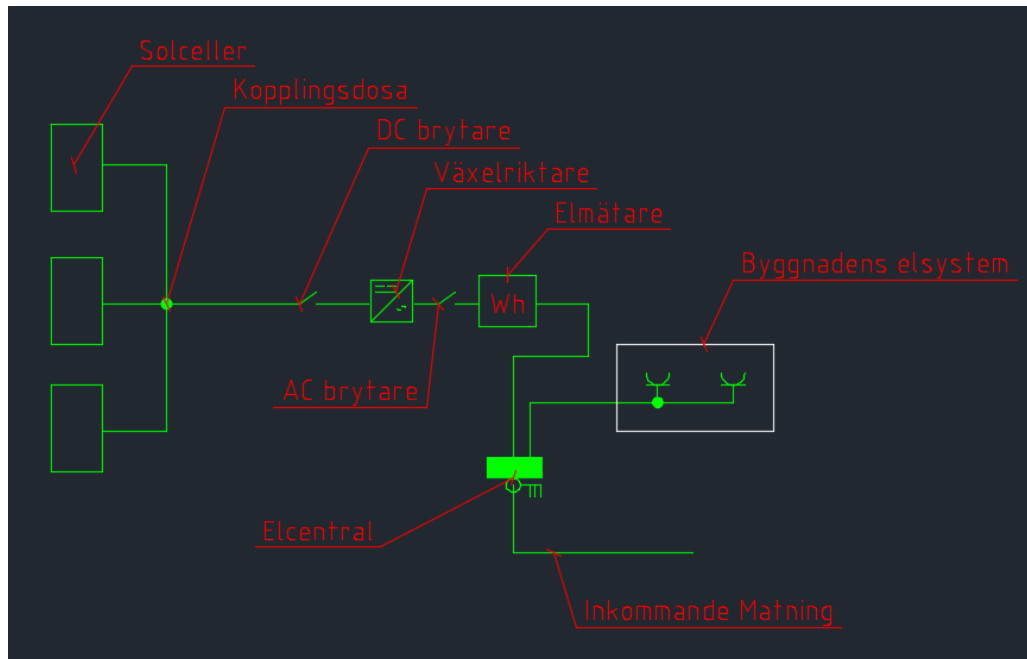 Solceller
Kopplingsdosa
DC brytare
Växelriktare
Elmätare
Byggnadens elsystem
Wh
AC brytare
Elcentral
Inkommande Matning